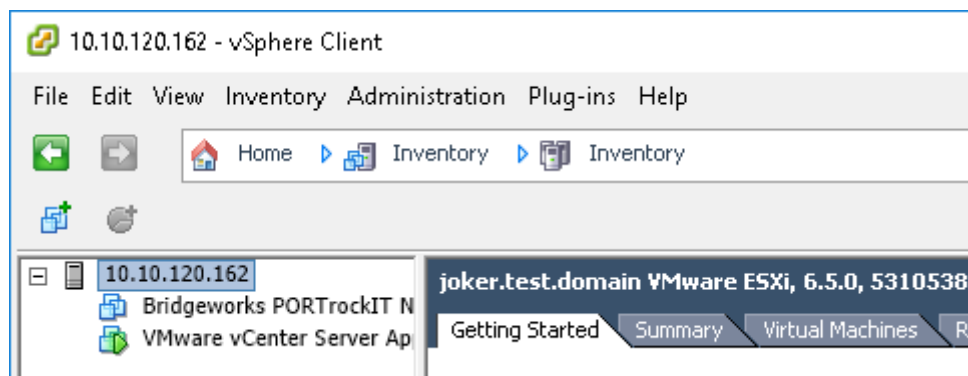 10.10.120.162 - vSphere Client
File Edit View Inventory Administration Plug-ins Help
Home Inventory Inventory
10.10.120.162
Bridgeworks PORTrockIT N
VMware vCenter Server Ap
joker.test.domain VMware ESXi, 6.5.0, 5310538
Getting Started Summary Virtual Machines R